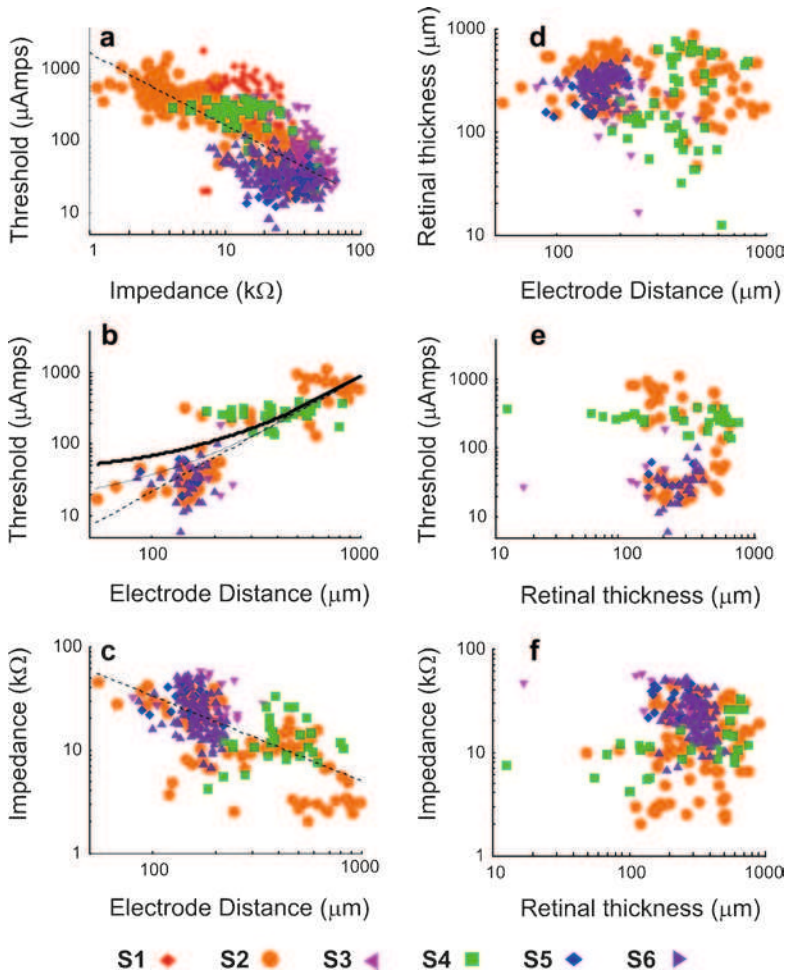 a
Threshold (μAmps)
1000
100
10
1 10 100
Impedance (kΩ)
d
Retinal thickness (μm)
1000
100
10
100 1000
Electrode Distance (μm)
b
Threshold (μAmps)
1000
100
10
100 1000
Electrode Distance (μm)
e
Threshold (μAmps)
1000
100
10
10 100 1000
Retinal thickness (μm)
c
Impedance (kΩ)
100
10
1
100 1000
Electrode Distance (μm)
f
Impedance (kΩ)
100
10
1
10 100 1000
Retinal thickness (μm)
S1 S2 S3 S4 S5 S6